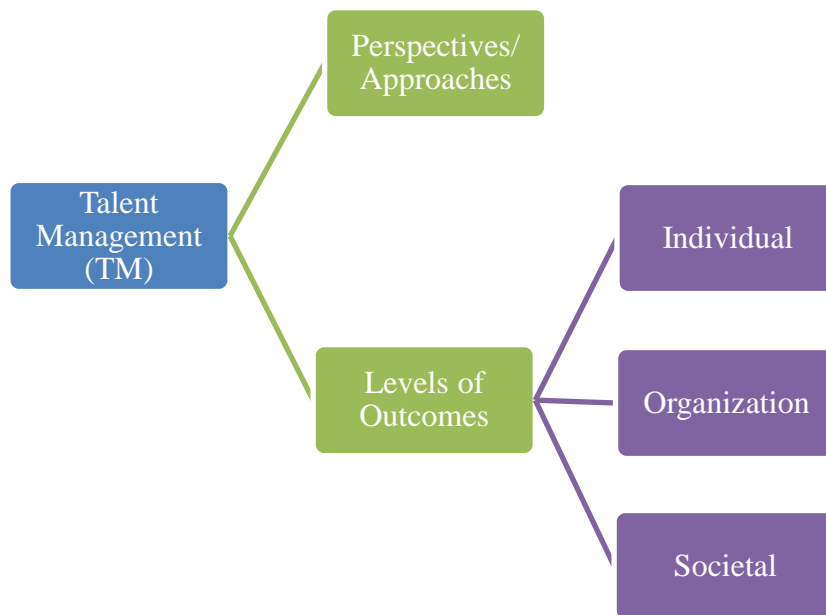 Perspectives/
Approaches
Talent
Management
(TM)
Individual
Levels of
Outcomes
Organization
Societal